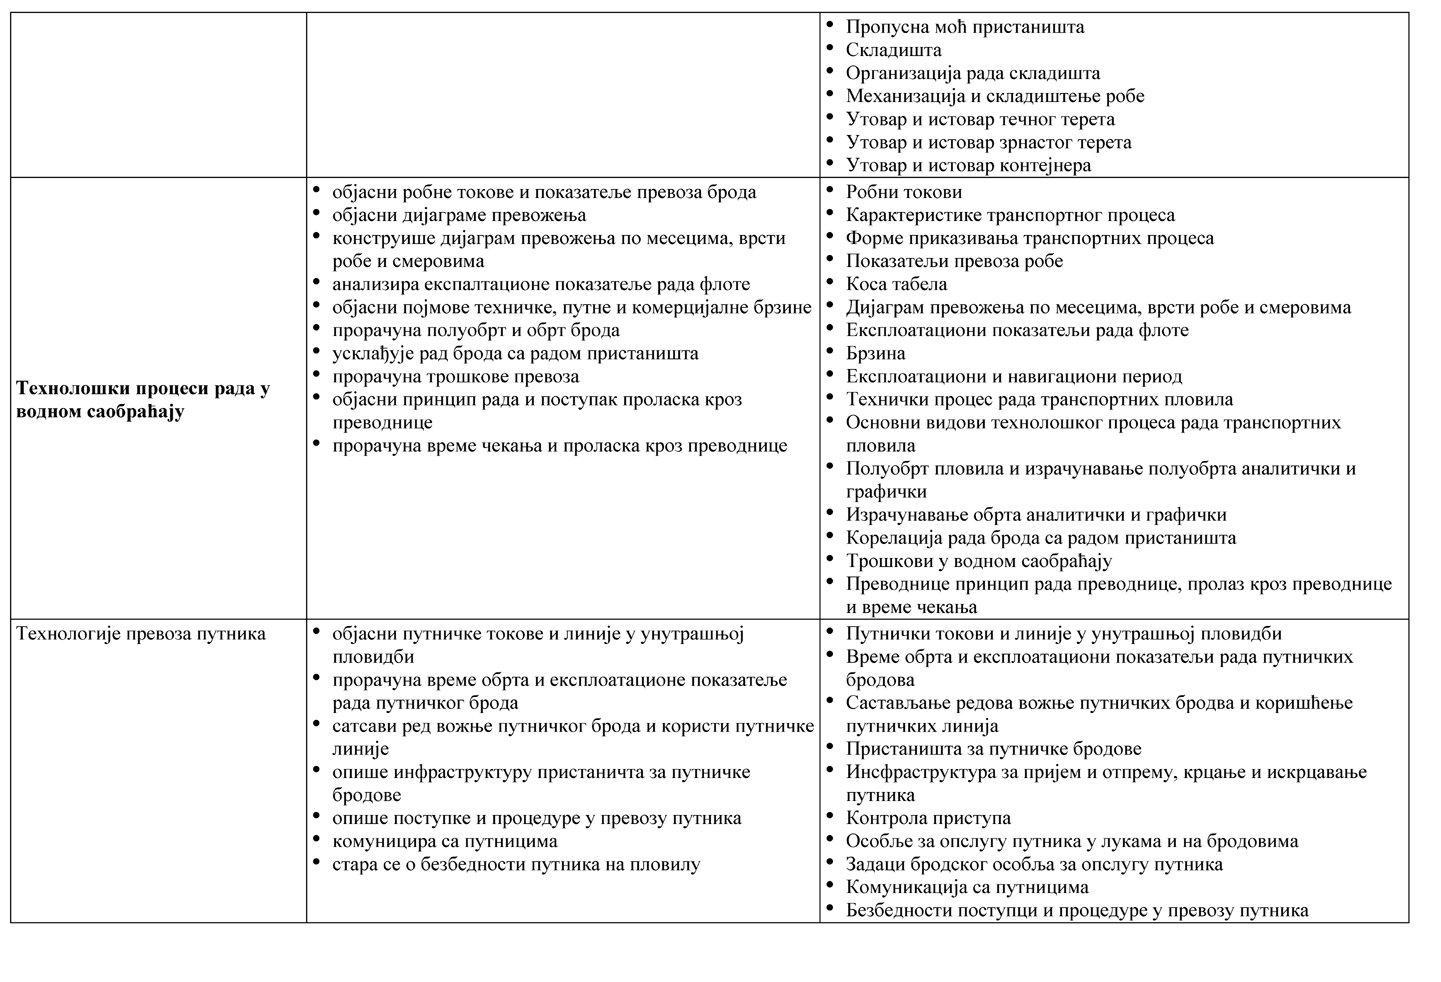 • Пропусна моћ пристаништа
• Складишта
• Организација рада складишта
• Механизација и складиштење робе
• Утовар и истовар течног терета
• Утовар и истовар зрнастог терета
• Утовар и истовар контејнера
Технолошки процеси рада у
водном саобраћају
• објасни робне токове и показатеље превоза брода
• објасни дијаграме превожења
• конструише дијаграм превожења по месецима, врсти
робе и смеровима
• анализира експалтационе показатеље рада флоте
• објасни појмове техничке, путне и комерцијалне брзине
• прорачуна полуобрт и обрт брода
• усклађује рад брода са радом пристаништа
• прорачуна трошкове превоза
• објасни принцип рада и поступак проласка кроз
преводнице
• прорачуна време чекања и проласка кроз преводнице
• Робни токови
• Карактеристике транспортног процеса
• Форме приказивања транспортних процеса
• Показатељи превоза робе
• Коса табела
• Дијаграм превожења по месецима, врсти робе и смеровима
• Експлоатациони показатељи рада флоте
• Брзина
• Експлоатациони и навигациони период
• Технички процес рада транспортних пловила
• Основни видови технолошког процеса рада транспортних
пловила
• Полуобрт пловила и израчунавање полуобрта аналитички и
графички
• Израчунавање обрта аналитички и графички
• Корелација рада брода са радом пристаништа
• Трошкови у водном саобраћају
• Преводнице принцип рада преводнице, пролаз кроз преводнице
и време чекања
Технологије превоза путника
• објасни путничке токове и линије у унутрашњој
пловидби
• прорачуна време обрта и експлоатационе показатеље
рада путничког брода
• сатсави ред вожње путничког брода и користи путничке
линије
• опише инфраструктуру пристаничта за путничке
бродове
• опише поступке и процедуре у превозу путника
• комуницира са путницима
• стара се о безбедности путника на пловилу
• Путнички токови и линије у унутрашњој пловидби
• Време обрта и експлоатациони показатељи рада путничких
бродова
• Састављање редова вожње путничких бродва и коришћење
путничких линија
• Пристаништа за путничке бродове
• Инсфраструктура за пријем и отпрему, крцање и искрцавање
путника
• Контрола приступа
• Особље за опслугу путника у лукама и на бродовима
• Задаци бродског особља за опслугу путника
• Комуникација са путницима
• Безбедности поступци и процедуре у превозу путника